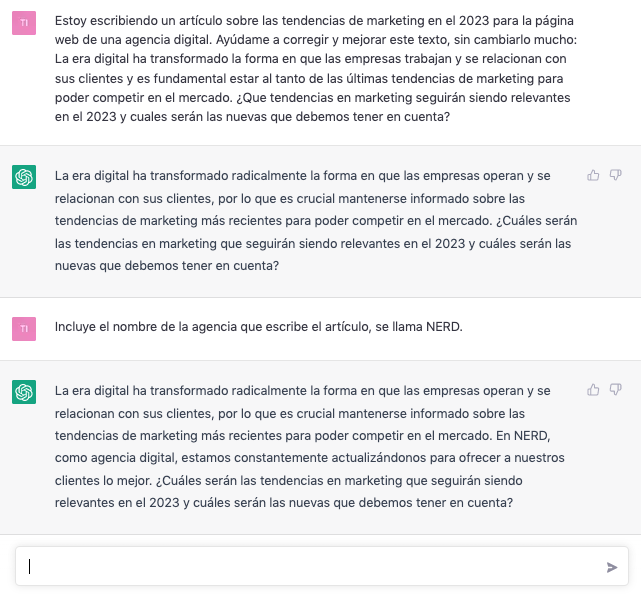 TI
Estoy escribiendo un artículo sobre las tendencias de marketing en el 2023 para la página
web de una agencia digital. Ayúdame a corregir y mejorar este texto, sin cambiarlo mucho:
La era digital ha transformado la forma en que las empresas trabajan y se relacionan con
sus clientes y es fundamental estar al tanto de las últimas tendencias de marketing para
poder competir en el mercado. ¿Que tendencias en marketing seguirán siendo relevantes
en el 2023 y cuales serán las nuevas que debemos tener en cuenta?
La era digital ha transformado radicalmente la forma en que las empresas operan y se
relacionan con sus clientes, por lo que es crucial mantenerse informado sobre las
tendencias de marketing más recientes para poder competir en el mercado. ¿Cuáles serán
las tendencias en marketing que seguirán siendo relevantes en el 2023 y cuáles serán las
nuevas que debemos tener en cuenta?
TI
Incluye el nombre de la agencia que escribe el artículo, se llama NERD.
La era digital ha transformado radicalmente la forma en que las empresas operan y se
relacionan con sus clientes, por lo que es crucial mantenerse informado sobre las
tendencias de marketing más recientes para poder competir en el mercado. En NERD,
como agencia digital, estamos constantemente actualizándonos para ofrecer a nuestros
clientes lo mejor. ¿Cuáles serán las tendencias en marketing que seguirán siendo
relevantes en el 2023 y cuáles serán las nuevas que debemos tener en cuenta?